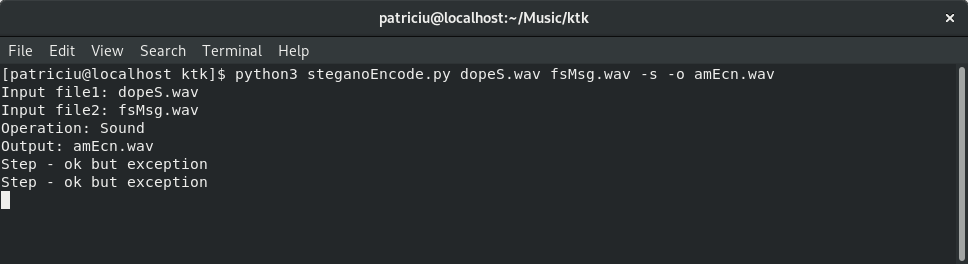 patriciu@localhost:~/Music/ktk
File Edit View Search Terminal Help
[patriciu@localhost ktk]$ python3 steganoEncode.py dopeS.wav fsMsg.wav -s -o amEcn.wav
Input file1: dopeS.wav
Input file2: fsMsg.wav
Operation: Sound
Output: amEcn.wav
Step - ok but exception
Step - ok but exception